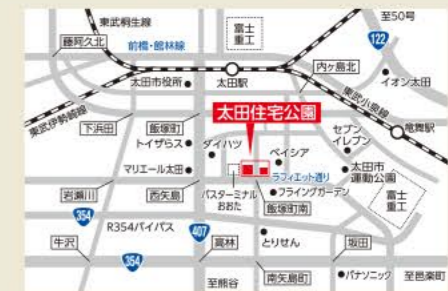 東武桐生線
至50号
藤阿久北
富士
重工
122
前橋・館林線
内ヶ島北
太田市役所
太田駅
イオン太田
東武伊勢崎線
太田住宅公園
東武小泉線
竜舞駅
下浜田
飯塚町
トイザらス
ダイハツ
ベイシア
セブン
イレブン
マリエール太田
ラフィエット通り
太田市
運動公園
岩瀬川
西矢島
バスターミナル
おおた
フライングガーデン
富士
重工
飯塚町南
354
R354バイパス
407
とりせん
牛沢
354
高林
坂田
至熊谷
南矢島町
パナソニック
至邑楽町